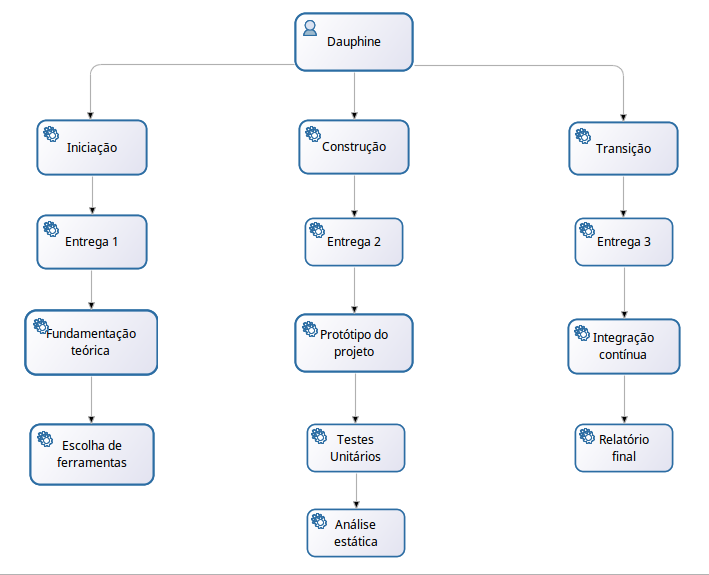 Dauphine
Iniciação
Construção
Transição
Entrega 1
Entrega 2
Entrega 3
Fundamentação
teórica
Protótipo do
projeto
Integração
contínua
Escolha de
ferramentas
Testes
Unitários
Relatório
final
Análise
estática